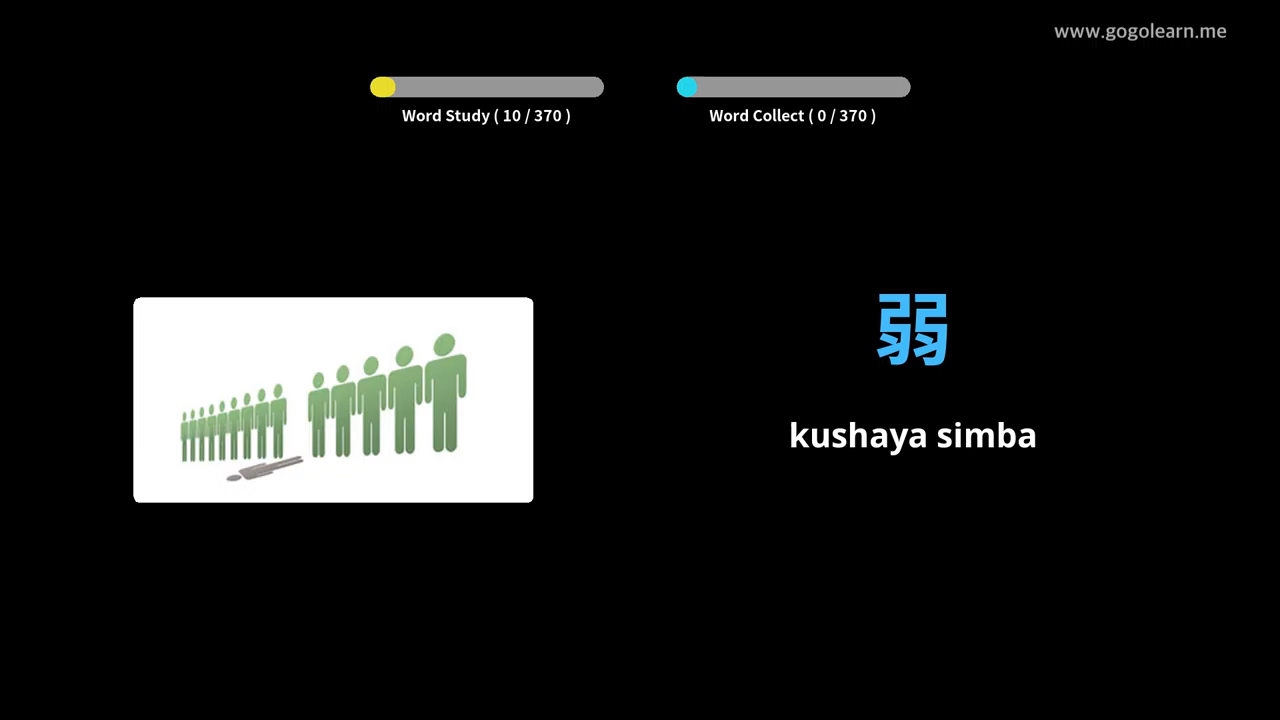 www.gogolearn.me
Word Study ( 10 / 370 )
Word Collect ( 0 / 370 )
弱
kushaya simba